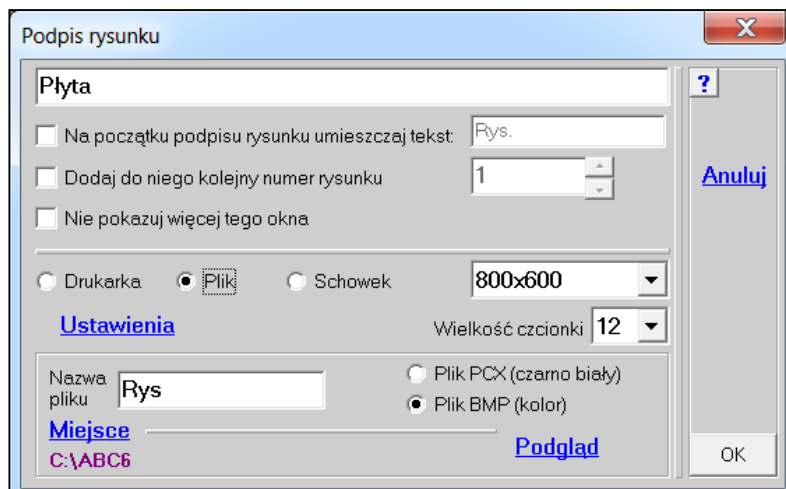 Podpis rysunku
X
Płyta
?
Na początku podpisu rysunku umieszczaj tekst: Rys.
Dodaj do niego kolejny numer rysunku 1
Anuluj
Nie pokazuj więcej tego okna
Drukarka Plik Schowek 800x600
Ustawienia Wielkość czcionki 12
Nazwa pliku Rys
Plik PCX (czarno biały)
Plik BMP (kolor)
Miejsce
C:\ABC6
Podgląd
OK